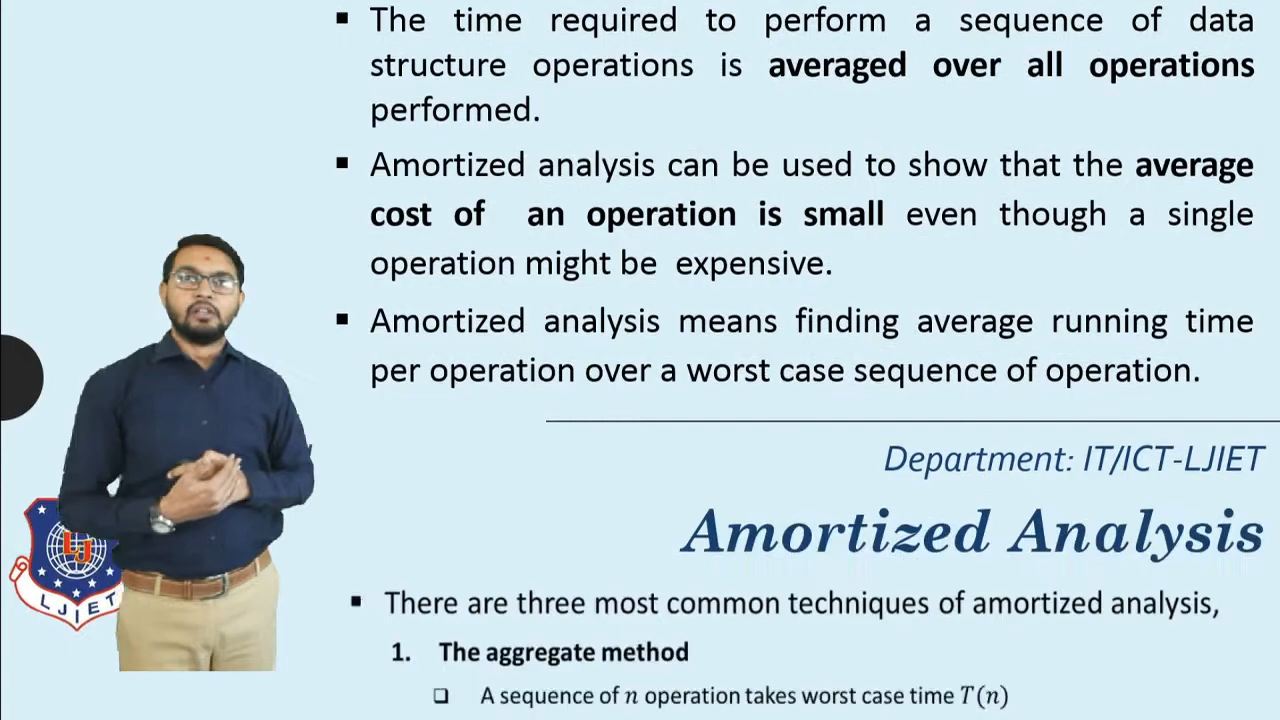 ▪ The time required to perform a sequence of data
structure operations is averaged over all operations
performed.
▪ Amortized analysis can be used to show that the average
cost of an operation is small even though a single
operation might be expensive.
▪ Amortized analysis means finding average running time
per operation over a worst case sequence of operation.
Department: IT/ICT-LJIET
Amortized Analysis
LJ
LJIET
▪ There are three most common techniques of amortized analysis,
1. The aggregate method
❑ A sequence of n operation takes worst case time T(n)